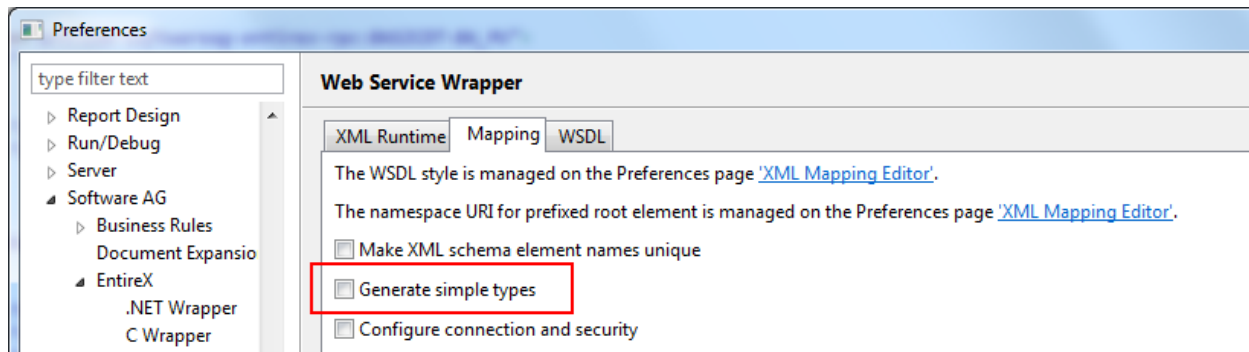 Preferences
type filter text
Report Design
Run/Debug
Server
Software AG
Business Rules
Document Expansio
EntireX
.NET Wrapper
C Wrapper
Web Service Wrapper
XML Runtime Mapping WSDL
The WSDL style is managed on the Preferences page 'XML Mapping Editor'.
The namespace URI for prefixed root element is managed on the Preferences page 'XML Mapping Editor'.
Make XML schema element names unique
Generate simple types
Configure connection and security